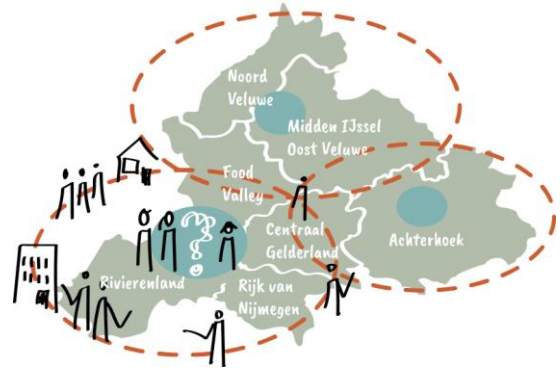 Noord
Veluwe
Midden IJssel
Oost Veluwe
Food
Valley
Centraal
Gelderland
Achterhoek
Rivierenland
Rijk van
Nijmegen
?